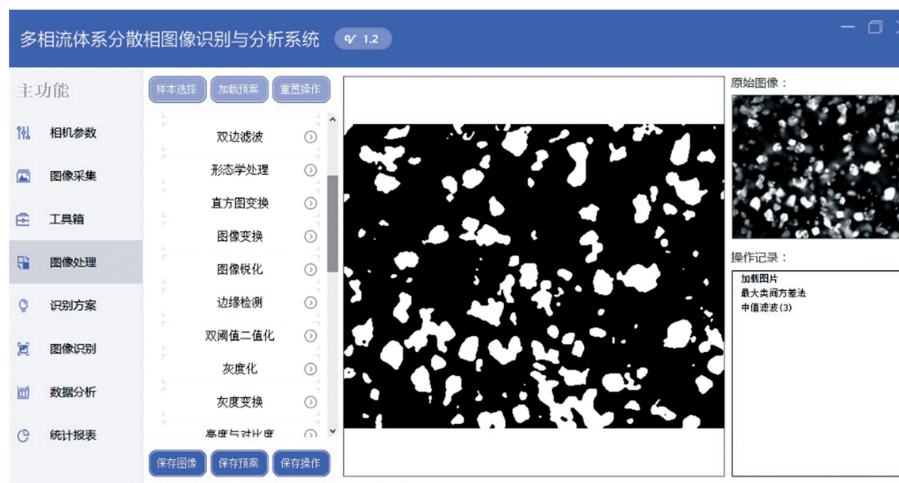 多相流体系分散相图像识别与分析系统 V 1.2
主功能
相机参数
图像采集
工具箱
图像处理
识别方案
图像识别
数据分析
统计报表
样本选择 加载预案 重置操作
双边滤波
形态学处理
直方图变换
图像变换
图像锐化
边缘检测
双阈值二值化
灰度化
灰度变换
亮度与对比度
保存图像 保存预案 保存操作
原始图像：
操作记录：
加载图片
最大类间方差法
中值滤波(3)